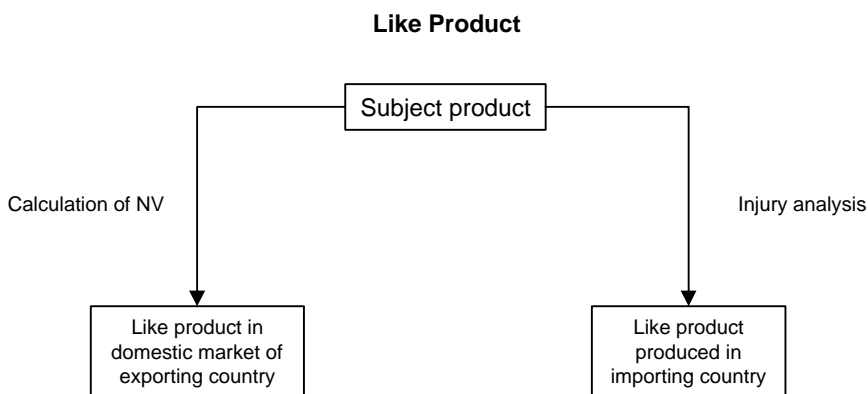 Like Product
Subject product
Calculation of NV
Injury analysis
Like product in
domestic market of
exporting country
Like product
produced in
importing country